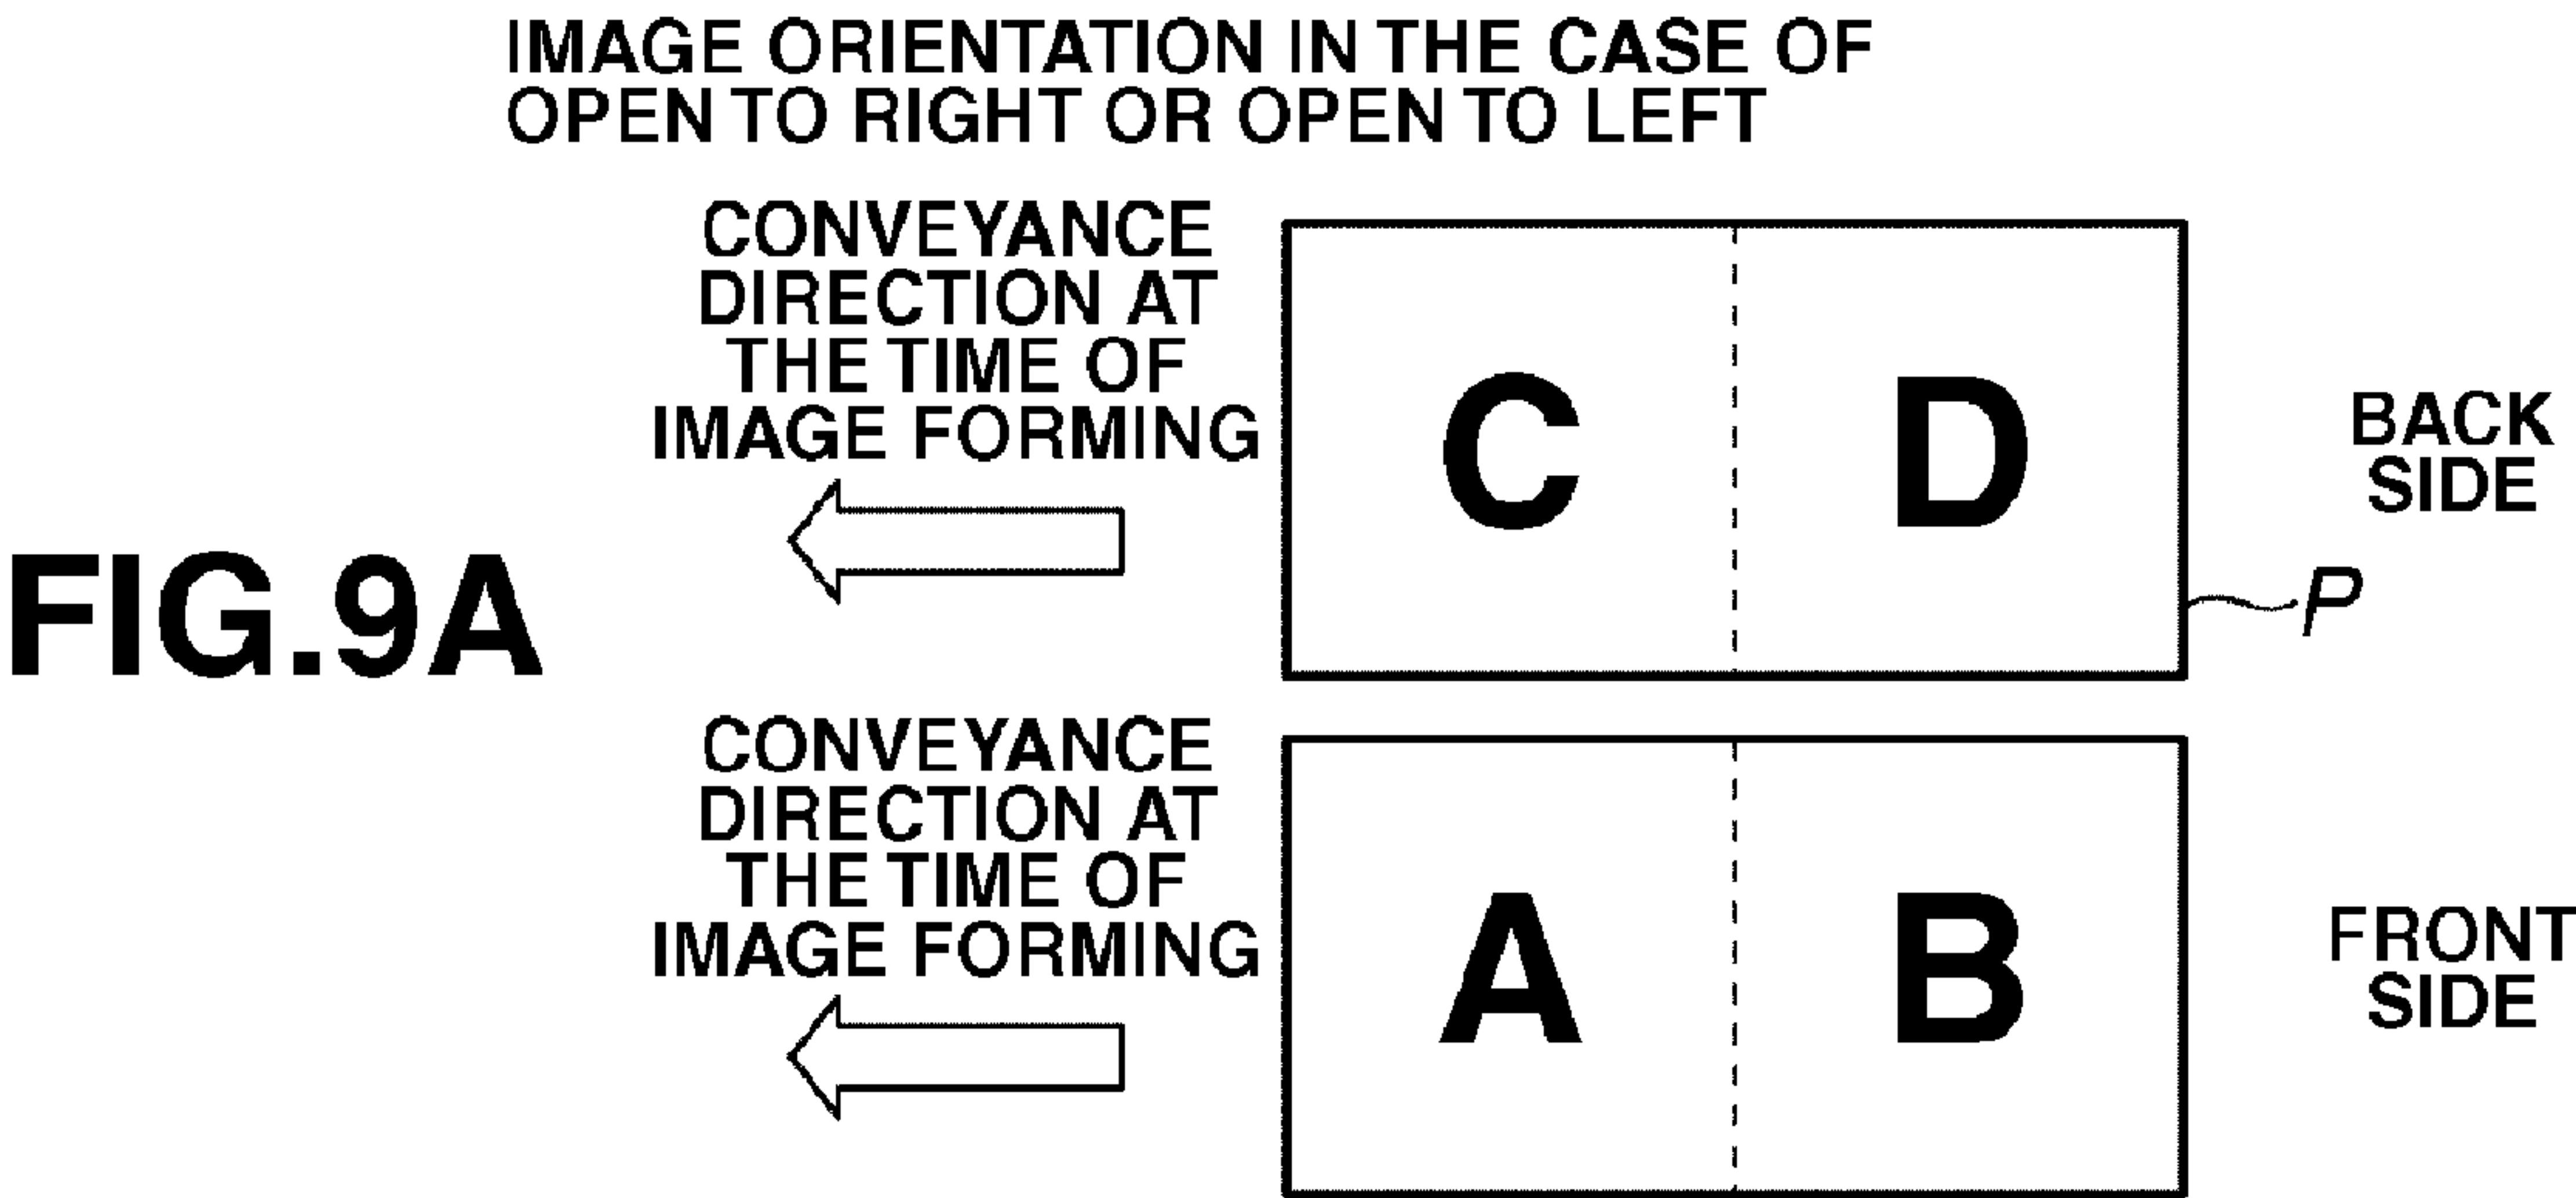 IMAGE ORIENTATION IN THE CASE OF
OPEN TO RIGHT OR OPEN TO LEFT
CONVEYANCE
DIRECTION AT
THE TIME OF
IMAGE FORMING
C
D
BACK
SIDE
P
FIG.9A
CONVEYANCE
DIRECTION AT
THE TIME OF
IMAGE FORMING
A
B
FRONT
SIDE